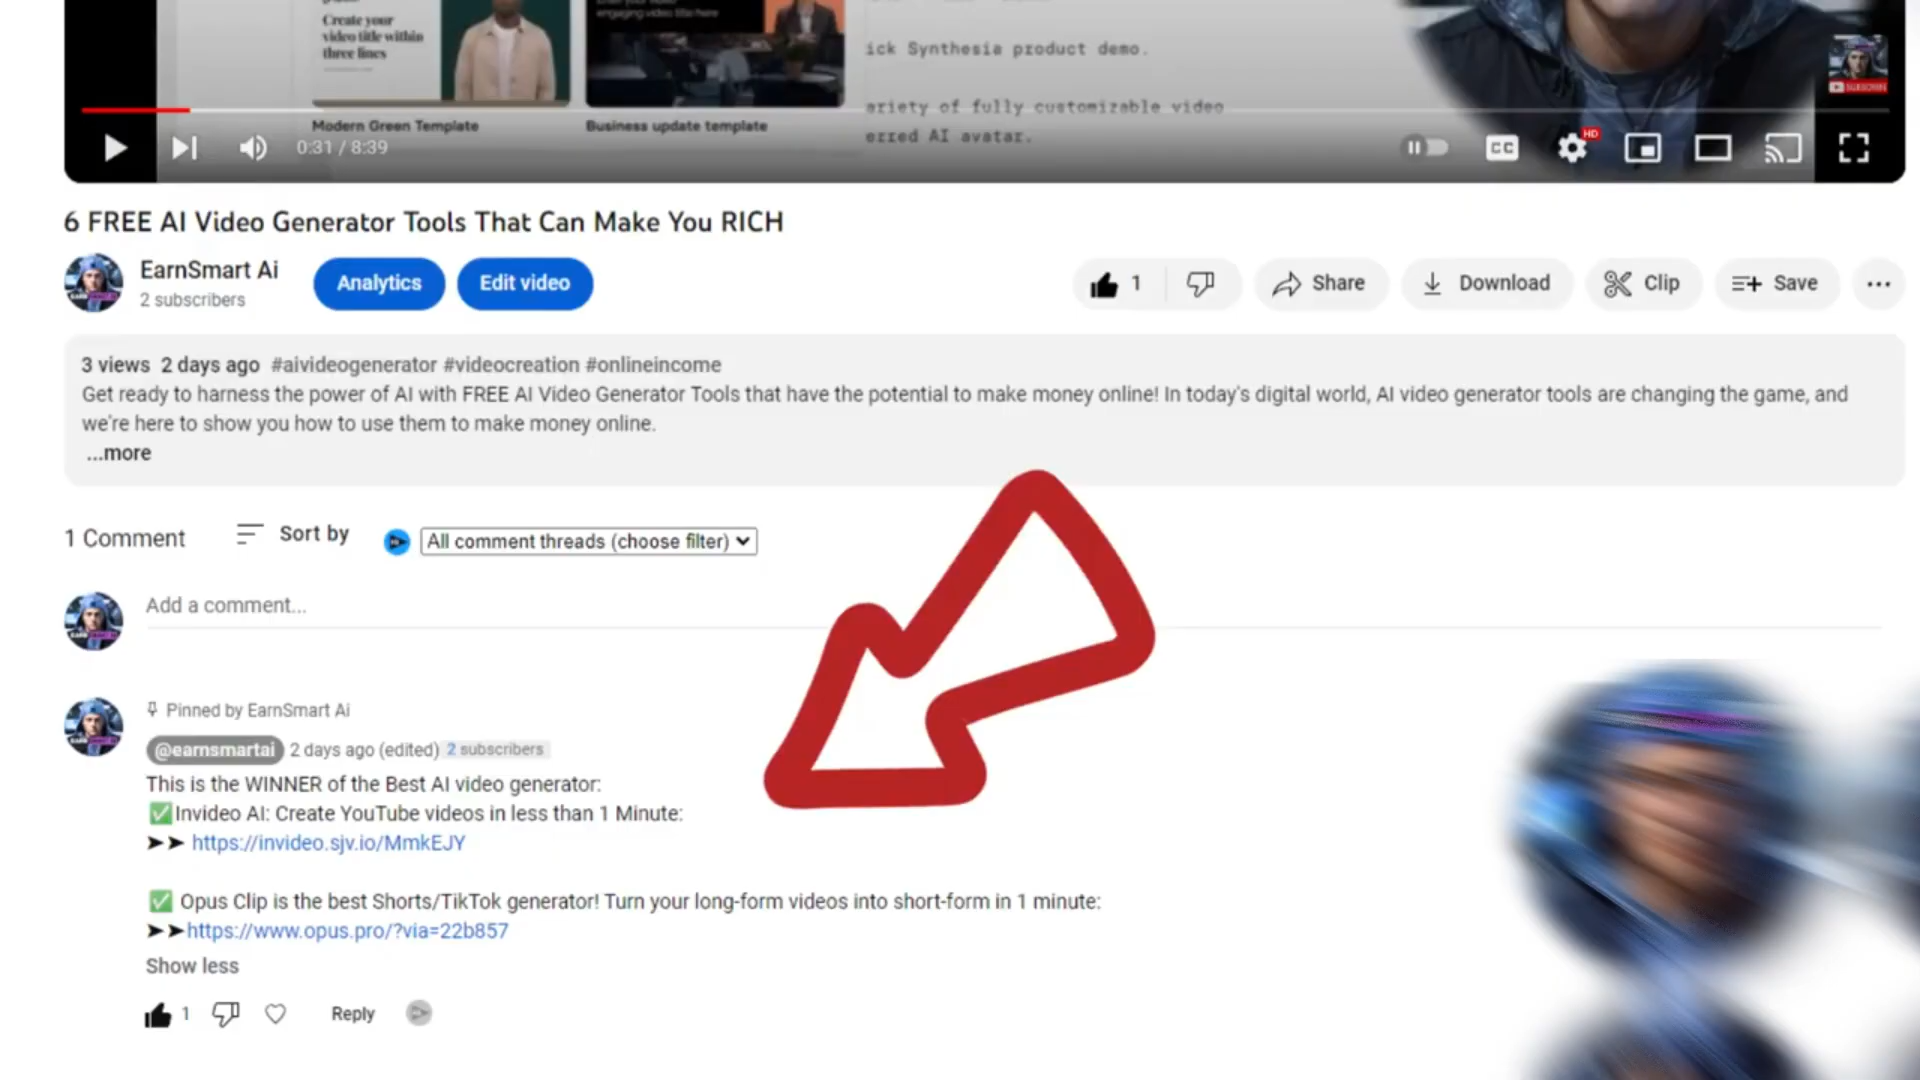 Create your
video title within
three lines
engaging video title here
ick Synthesia product demo.
ariety of fully customizable video
erred AI avatar.
Modern Green Template
Business update template
SUBSCRIBE
0:31 / 8:39
CC
HD
6 FREE AI Video Generator Tools That Can Make You RICH
EarnSmart Ai
2 subscribers
Analytics
Edit video
1
Share
Download
Clip
Save
3 views 2 days ago #aivideogenerator #videocreation #onlineincome
Get ready to harness the power of AI with FREE AI Video Generator Tools that have the potential to make money online! In today's digital world, AI video generator tools are changing the game, and
we're here to show you how to use them to make money online.
...more
1 Comment
Sort by
All comment threads (choose filter)
Add a comment...
Pinned by EarnSmart Ai
@earnsmartai 2 days ago (edited) 2 subscribers
This is the WINNER of the Best AI video generator:
✅Invideo AI: Create YouTube videos in less than 1 Minute:
➤➤ https://invideo.sjv.io/MmkEJY
✅ Opus Clip is the best Shorts/TikTok generator! Turn your long-form videos into short-form in 1 minute:
➤➤https://www.opus.pro/?via=22b857
Show less
1
Reply